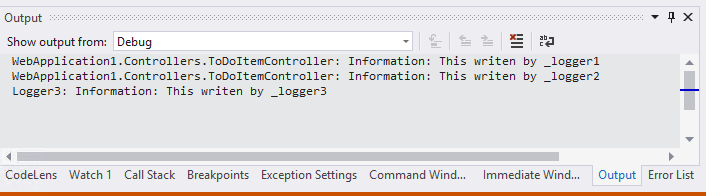 Output
Show output from: Debug
WebApplication1.Controllers.ToDoItemController: Information: This writen by _logger1
WebApplication1.Controllers.ToDoItemController: Information: This writen by _logger2
Logger3: Information: This writen by _logger3
CodeLens Watch 1 Call Stack Breakpoints Exception Settings Command Wind... Immediate Wind... Output Error List